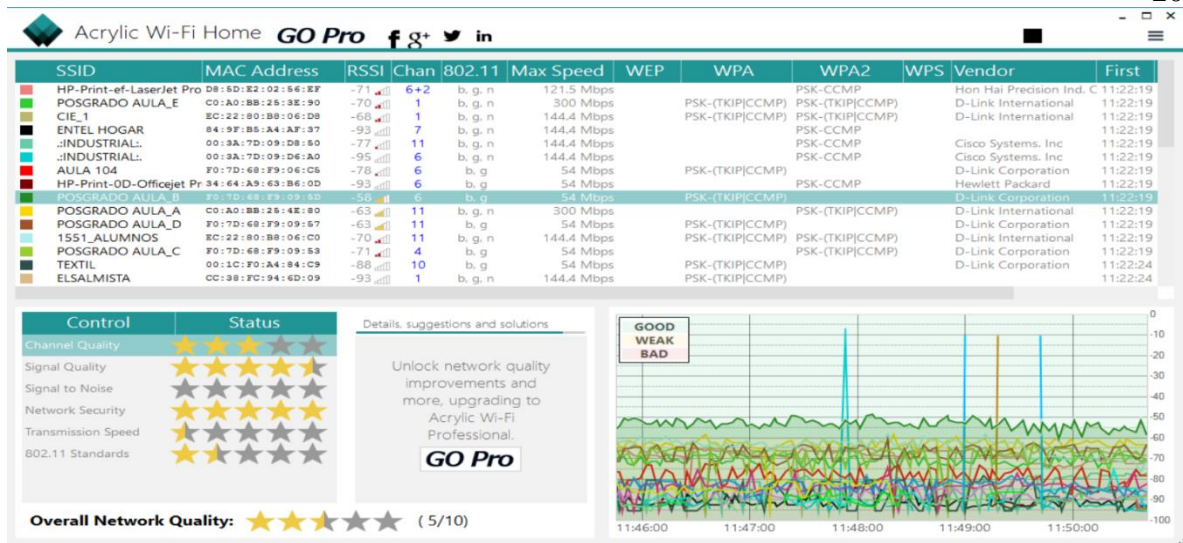 Acrylic Wi-Fi Home GO Pro f g+ in
SSID MAC Address RSSI Chan 802.11 Max Speed WEP WPA WPA2 WPS Vendor First
HP-Print-ef-LaserJet Pro D8:5D:E2:02:56:EF -71 6+2 b, g, n 121.5 Mbps PSK-CCMP Hon Hai Precision Ind. C 11:22:19
POSGRADO AULA_E C0:A0:BB:25:3E:90 -70 1 b, g, n 300 Mbps PSK-(TKIP|CCMP) PSK-(TKIP|CCMP) D-Link International 11:22:19
CIE_1 EC:22:80:B8:06:D8 -68 1 b, g, n 144.4 Mbps PSK-(TKIP|CCMP) PSK-(TKIP|CCMP) D-Link International 11:22:19
ENTEL HOGAR 84:9F:B5:A4:AF:37 -93 7 b, g, n 144.4 Mbps PSK-CCMP 11:22:19
.:INDUSTRIAL:. 00:3A:7D:09:D8:50 -77 11 b, g, n 144.4 Mbps PSK-CCMP Cisco Systems. Inc 11:22:19
.:INDUSTRIAL:. 00:3A:7D:09:D6:A0 -95 6 b, g, n 144.4 Mbps PSK-CCMP Cisco Systems. Inc 11:22:19
AULA 104 F0:7D:68:F9:06:C5 -78 6 b, g 54 Mbps PSK-(TKIP|CCMP) D-Link Corporation 11:22:19
HP-Print-0D-Officejet Pr 34:64:A9:63:B6:0D -93 6 b, g 54 Mbps PSK-CCMP Hewlett Packard 11:22:19
POSGRADO AULA_B F0:7D:68:F9:09:5D -58 6 b, g 54 Mbps PSK-(TKIP|CCMP) D-Link Corporation 11:22:19
POSGRADO AULA_A C0:A0:BB:25:4E:80 -63 11 b, g, n 300 Mbps PSK-(TKIP|CCMP) PSK-(TKIP|CCMP) D-Link International 11:22:19
POSGRADO AULA_D F0:7D:68:F9:09:57 -63 11 b, g 54 Mbps PSK-(TKIP|CCMP) PSK-(TKIP|CCMP) D-Link Corporation 11:22:19
1551_ALUMNOS EC:22:80:B8:06:C0 -70 11 b, g, n 144.4 Mbps PSK-(TKIP|CCMP) PSK-(TKIP|CCMP) D-Link International 11:22:19
POSGRADO AULA_C F0:7D:68:F9:09:53 -71 4 b, g 54 Mbps PSK-(TKIP|CCMP) D-Link Corporation 11:22:19
TEXTIL 00:1C:F0:A4:84:C9 -88 10 b, g 54 Mbps PSK-(TKIP|CCMP) D-Link Corporation 11:22:24
ELSALMISTA CC:38:FC:94:6D:09 -93 1 b, g, n 144.4 Mbps PSK-(TKIP|CCMP) 11:22:24
Control Status
Channel Quality
Signal Quality
Signal to Noise
Network Security
Transmission Speed
802.11 Standards
Overall Network Quality: ( 5/10)
Details, suggestions and solutions
Unlock network quality
improvements and
more, upgrading to
Acrylic Wi-Fi
Professional.
GO Pro
GOOD
WEAK
BAD
0
-10
-20
-30
-40
-50
-60
-70
-80
-90
-100
11:46:00 11:47:00 11:48:00 11:49:00 11:50:00